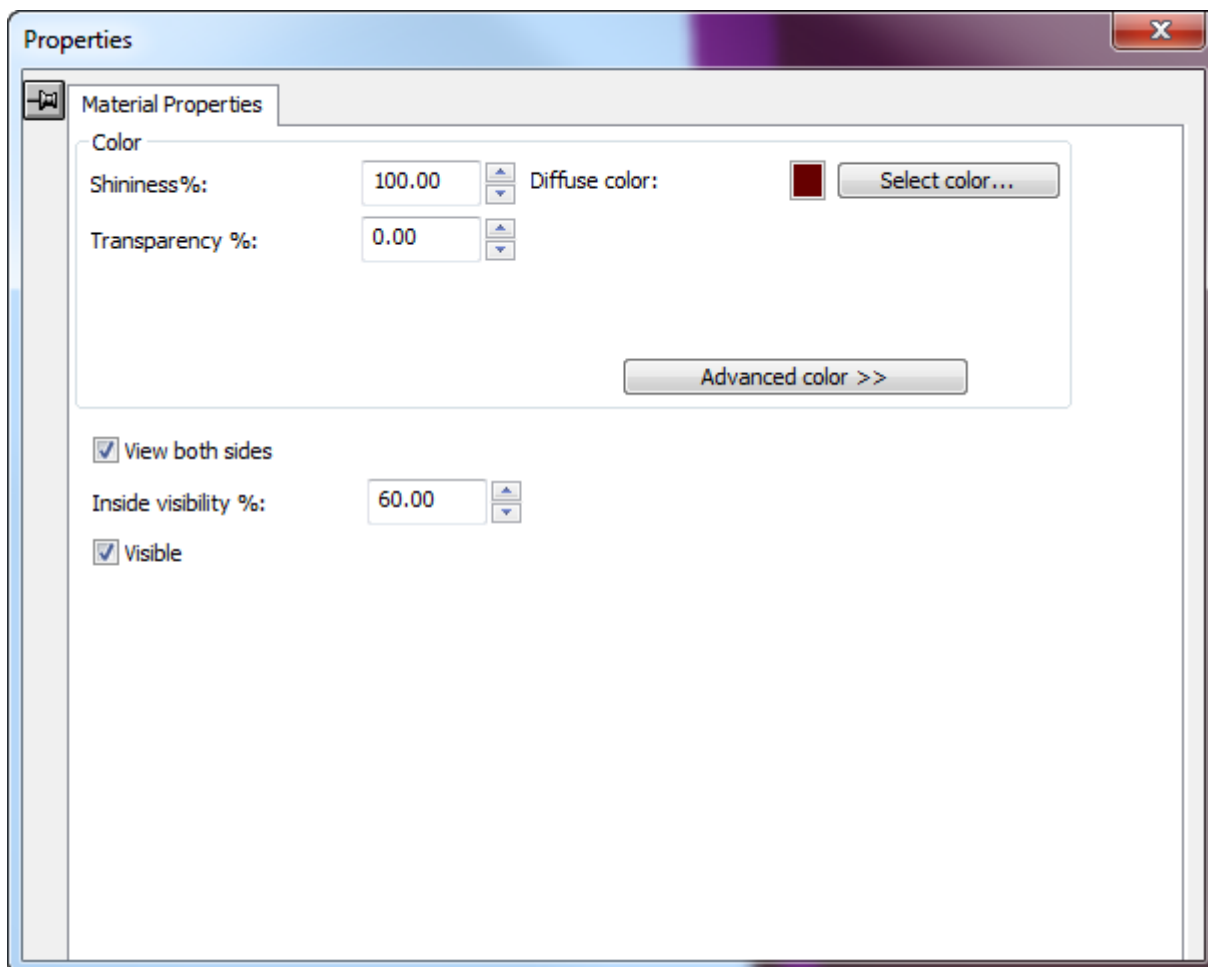 Properties
Material Properties
Color
Shininess%: 100.00 Diffuse color: Select color...
Transparency %: 0.00
Advanced color >>
View both sides
Inside visibility %: 60.00
Visible